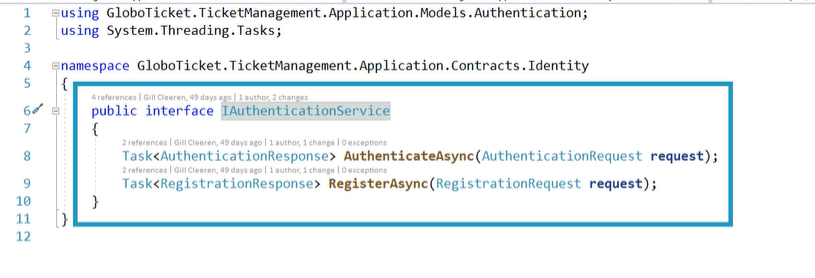 1 using GloboTicket.TicketManagement.Application.Models.Authentication;
2 using System.Threading.Tasks;
3
4 namespace GloboTicket.TicketManagement.Application.Contracts.Identity
5 {
4 references | Gill Cleeren, 49 days ago | 1 author, 2 changes
6 public interface IAuthenticationService
7 {
2 references | Gill Cleeren, 49 days ago | 1 author, 1 change | 0 exceptions
8 Task<AuthenticationResponse> AuthenticateAsync(AuthenticationRequest request);
2 references | Gill Cleeren, 49 days ago | 1 author, 1 change | 0 exceptions
9 Task<RegistrationResponse> RegisterAsync(RegistrationRequest request);
10 }
11 }
12